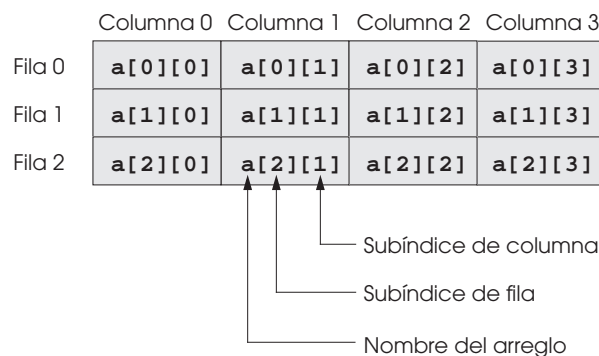 Columna 0 Columna 1 Columna 2 Columna 3
Fila 0 a[0][0] a[0][1] a[0][2] a[0][3]
Fila 1 a[1][0] a[1][1] a[1][2] a[1][3]
Fila 2 a[2][0] a[2][1] a[2][2] a[2][3]
Subíndice de columna
Subíndice de fila
Nombre del arreglo